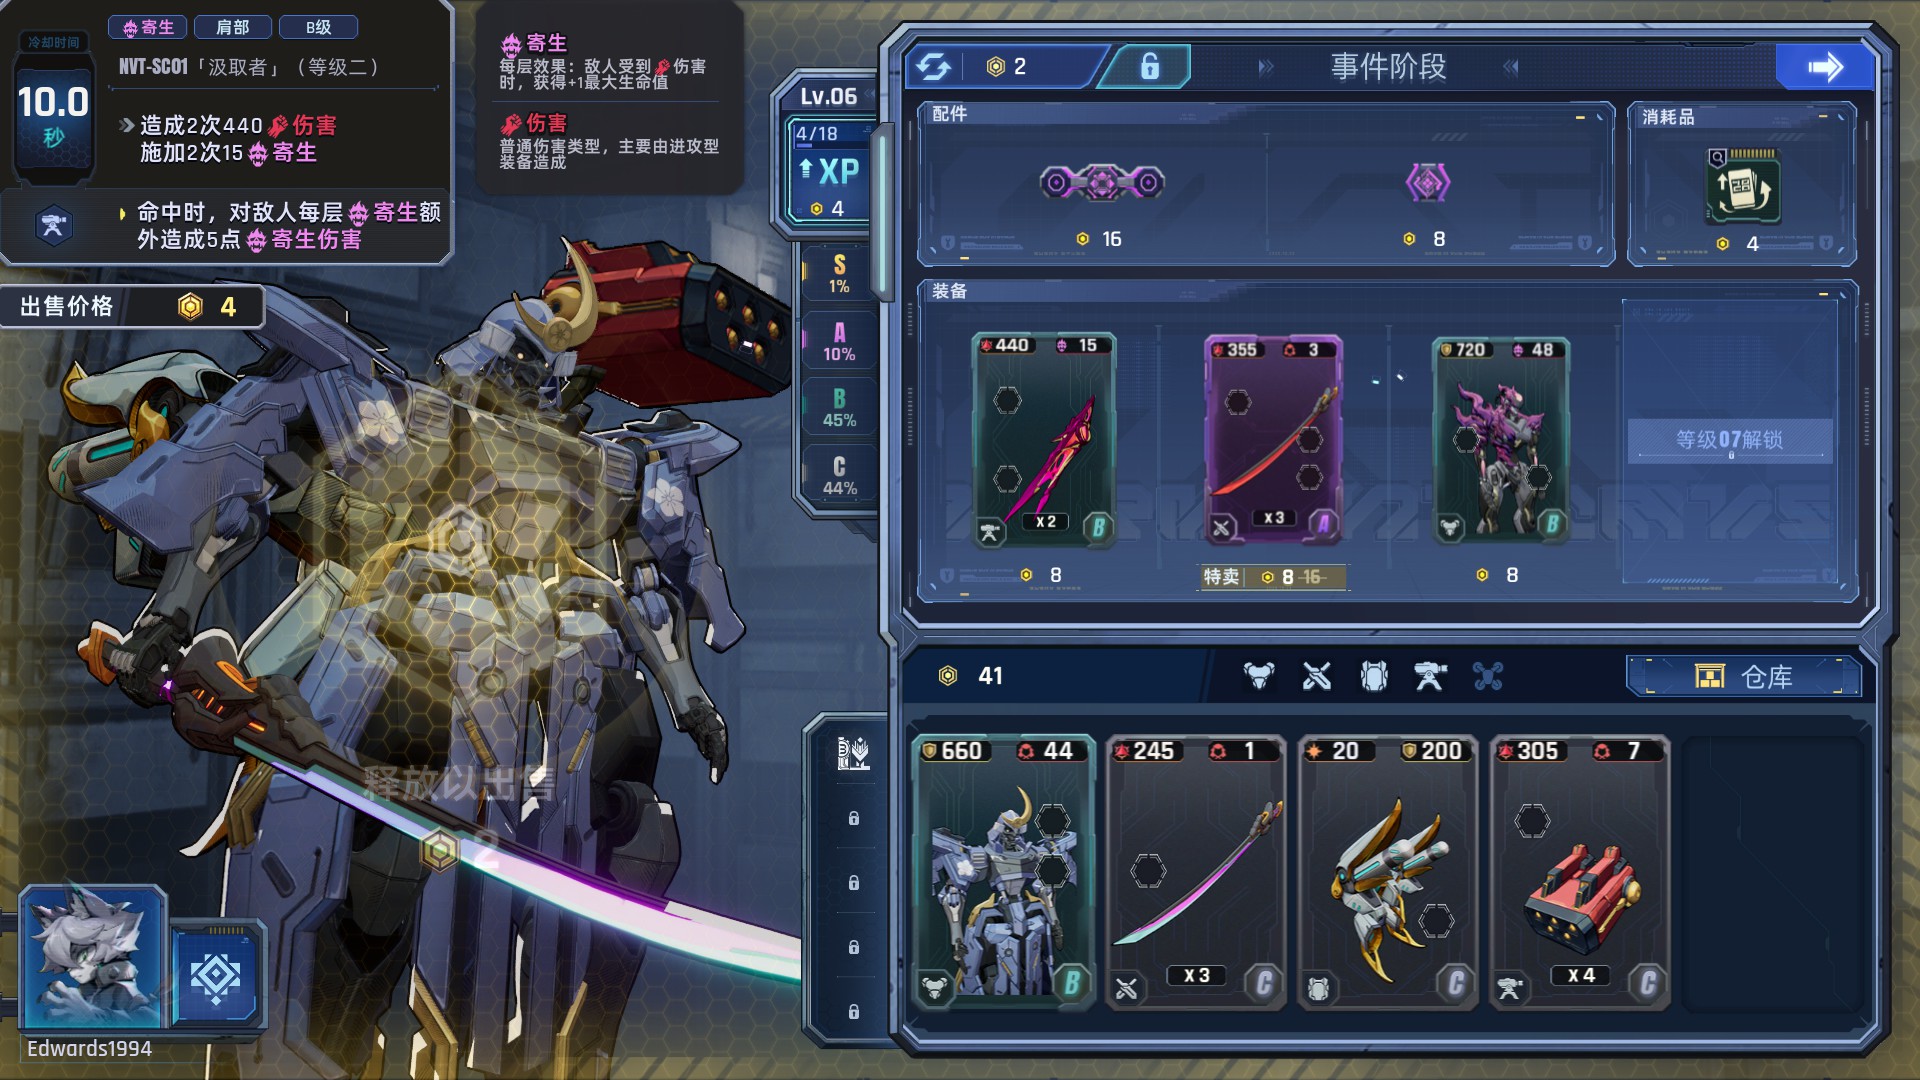 冷却时间
10.0
秒
寄生
肩部
B级
NVT-SC01「汲取者」（等级二）
造成2次440伤害
施加2次15寄生
命中时，对敌人每层寄生额
外造成5点寄生伤害
出售价格
4
寄生
每层效果：敌人受到伤害
时，获得+1最大生命值
伤害
普通伤害类型，主要由进攻型
装备造成
Lv.06
4/18
XP
4
S
1%
A
10%
B
45%
C
44%
2
事件阶段
配件
16
8
消耗品
4
装备
440
15
x2
B
8
355
3
x3
A
特卖
8
16
720
48
B
8
等级07解锁
41
仓库
660
44
B
245
1
x3
C
20
200
C
305
7
x4
C
释放以出售
2
Edwards1994